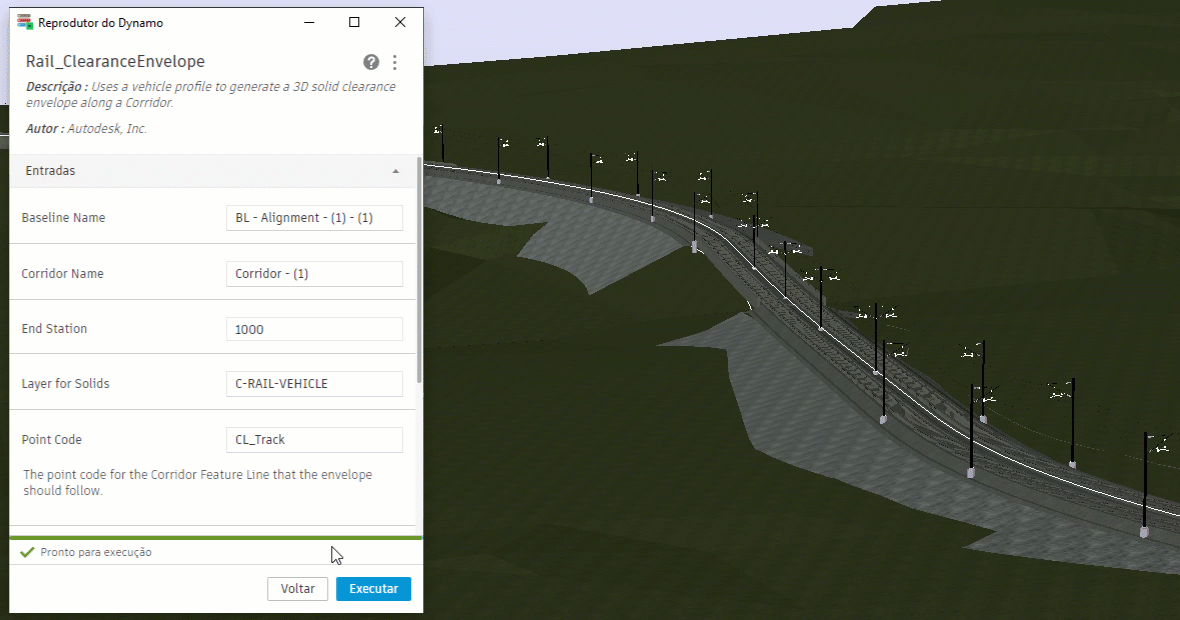 Reprodutor do Dynamo
Rail_ClearanceEnvelope
Descrição : Uses a vehicle profile to generate a 3D solid clearance
envelope along a Corridor.
Autor : Autodesk, Inc.
Entradas
Baseline Name
BL - Alignment - (1) - (1)
Corridor Name
Corridor - (1)
End Station
1000
Layer for Solids
C-RAIL-VEHICLE
Point Code
CL_Track
The point code for the Corridor Feature Line that the envelope
should follow.
Pronto para execução
Voltar
Executar